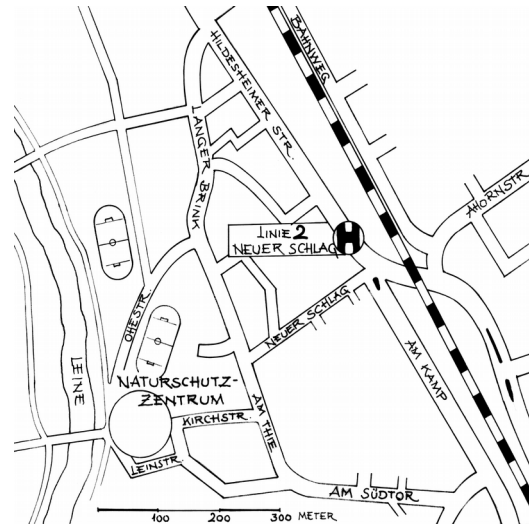 HILDESHEIMER STR.
BAHNWEG
LANGER BRINK
AHORNSTR.
LINIE 2
NEUER SCHLAG
H
OHESTR.
NEUER SCHLAG
LEINE
AM KAMP
NATURSCHUTZ-
ZENTRUM
KIRCHSTR.
AM THIE
LEINSTR.
AM SÜDTOR
100 200 300 METER